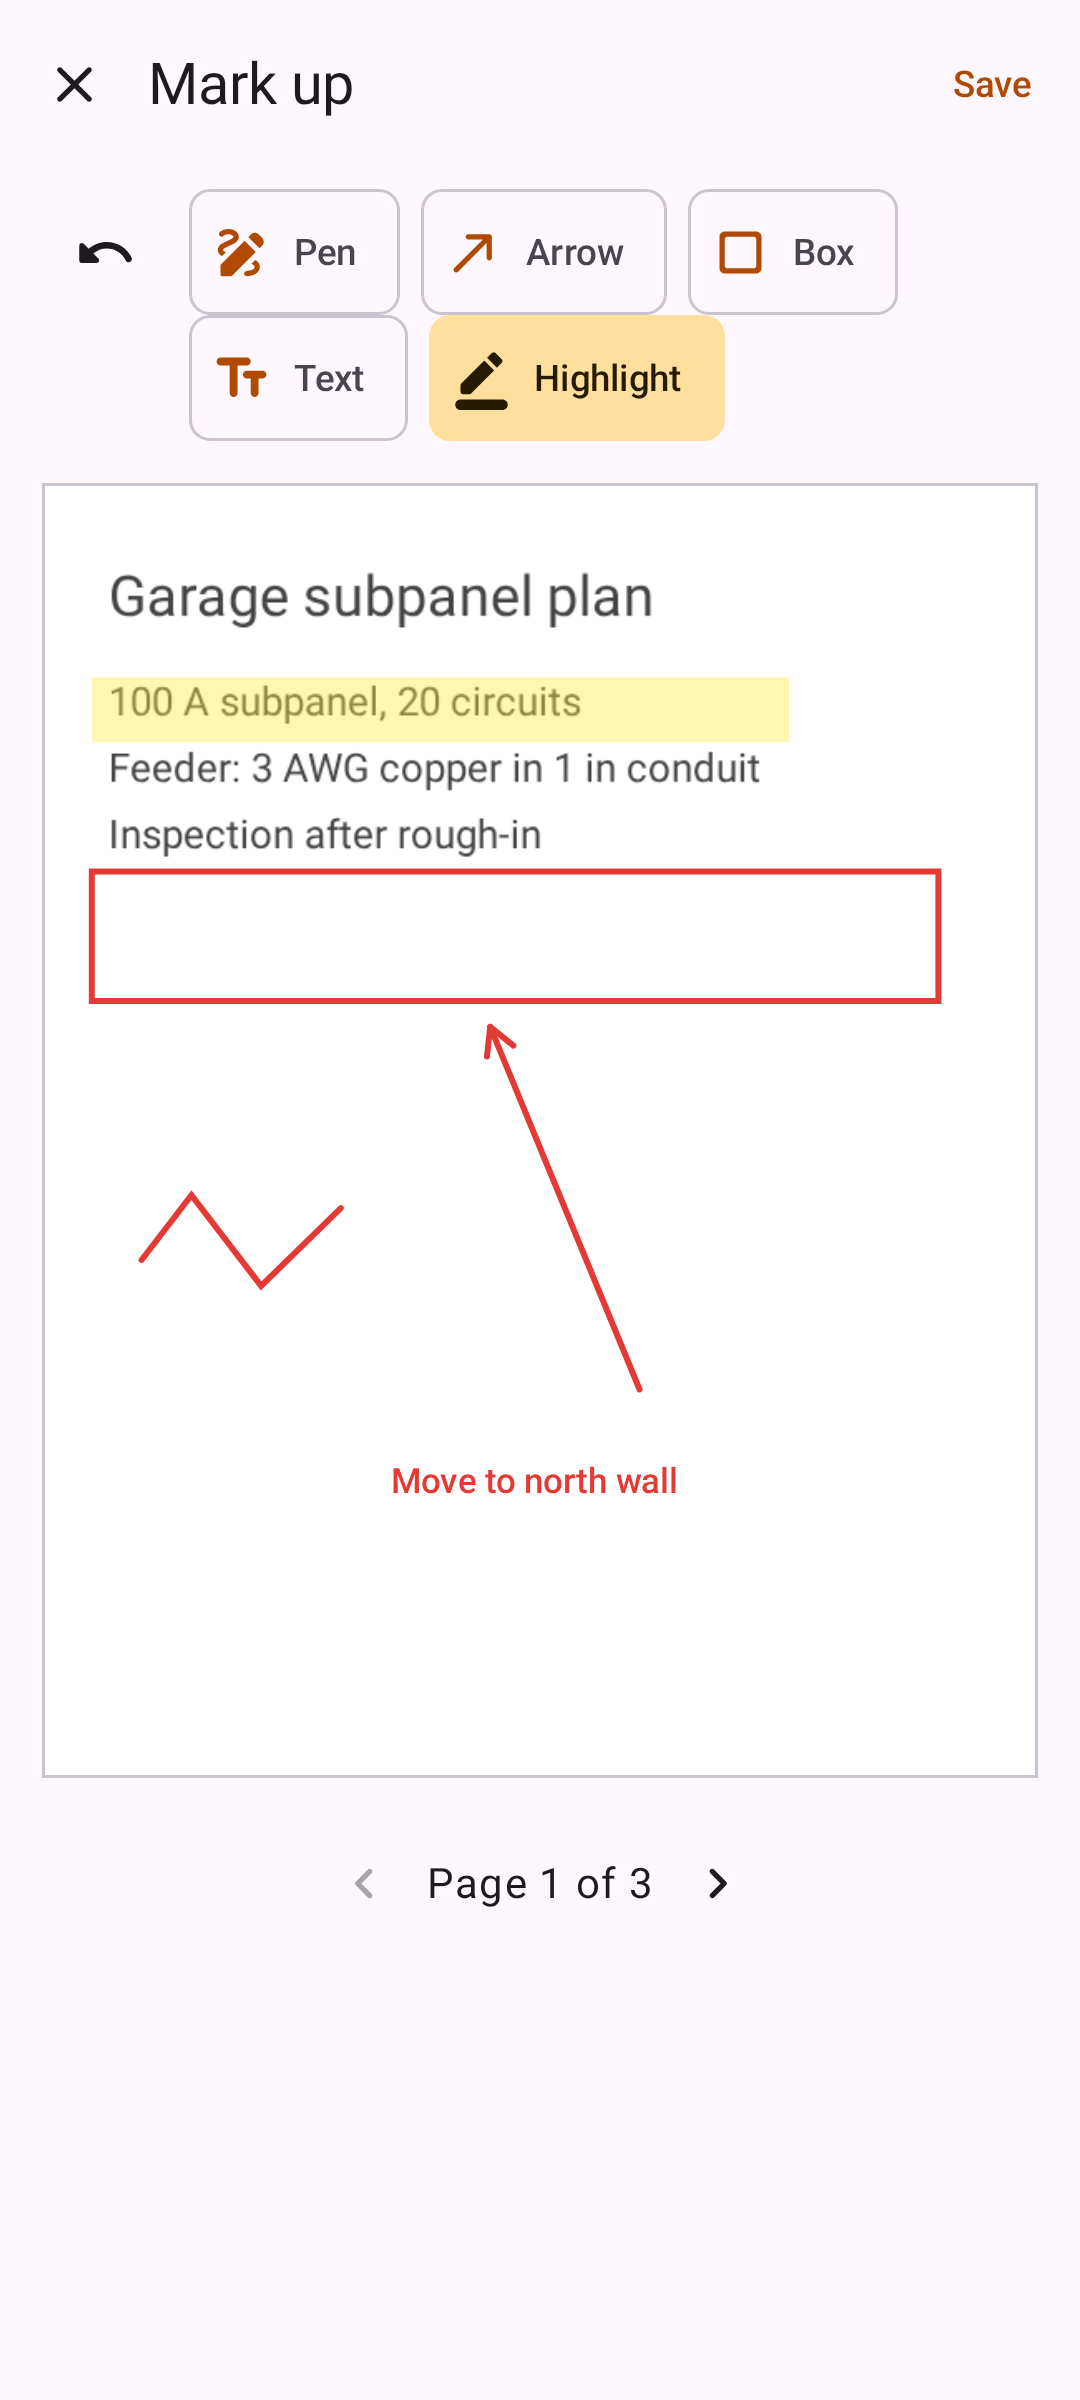 Mark up
Save
Pen
Arrow
Box
Text
Highlight
Garage subpanel plan
100 A subpanel, 20 circuits
Feeder: 3 AWG copper in 1 in conduit
Inspection after rough-in
Move to north wall
Page 1 of 3